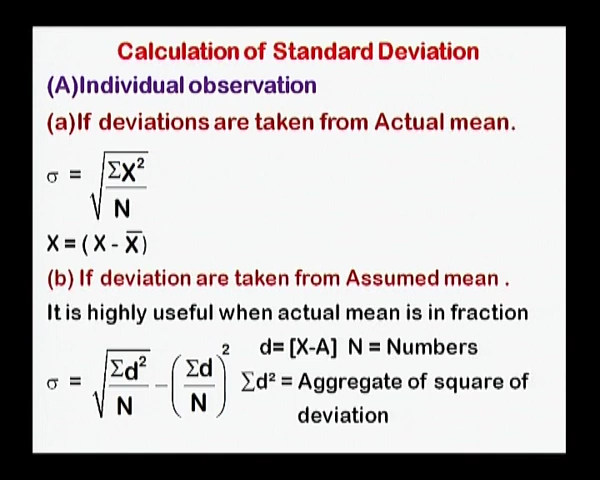 Calculation of Standard Deviation
(A)Individual observation
(a)If deviations are taken from Actual mean.
σ = √(ΣX²/N)
X = ( X - X̄ )
(b) If deviation are taken from Assumed mean .
It is highly useful when actual mean is in fraction
d= [X-A] N = Numbers
σ = √(Σd²/N) – (Σd/N)² Σd² = Aggregate of square of
deviation